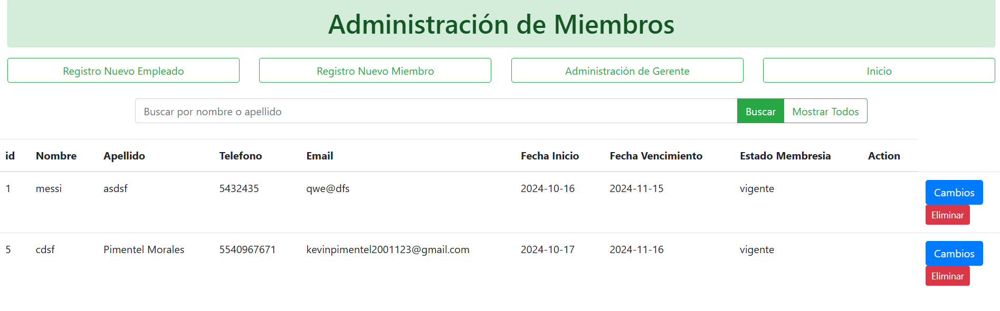 Administración de Miembros
Registro Nuevo Empleado Registro Nuevo Miembro Administración de Gerente Inicio
Buscar por nombre o apellido Buscar Mostrar Todos
id Nombre Apellido Telefono Email Fecha Inicio Fecha Vencimiento Estado Membresia Action
1 messi asdsf 5432435 qwe@dfs 2024-10-16 2024-11-15 vigente Cambios
Eliminar
5 cdsf Pimentel Morales 5540967671 kevinpimentel2001123@gmail.com 2024-10-17 2024-11-16 vigente Cambios
Eliminar